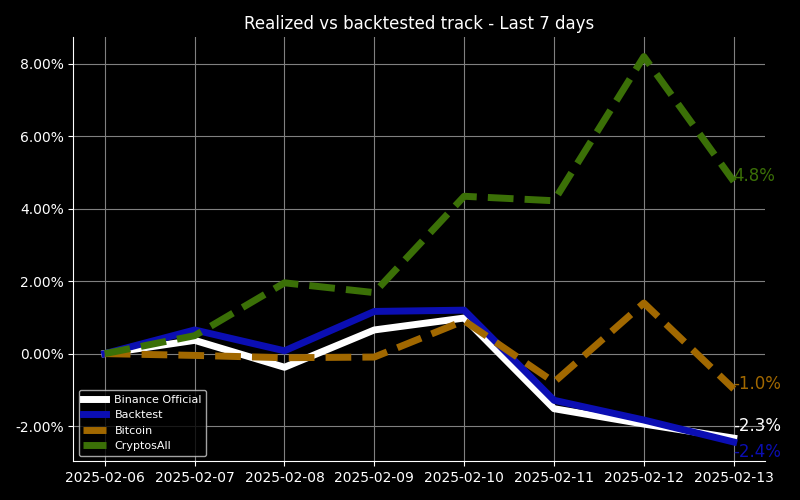 Realized vs backtested track - Last 7 days
8.00%
6.00%
4.00%
2.00%
0.00%
-2.00%
4.8%
-1.0%
-2.3%
-2.4%
Binance Official
Backtest
Bitcoin
CryptosAll
2025-02-06 2025-02-07 2025-02-08 2025-02-09 2025-02-10 2025-02-11 2025-02-12 2025-02-13